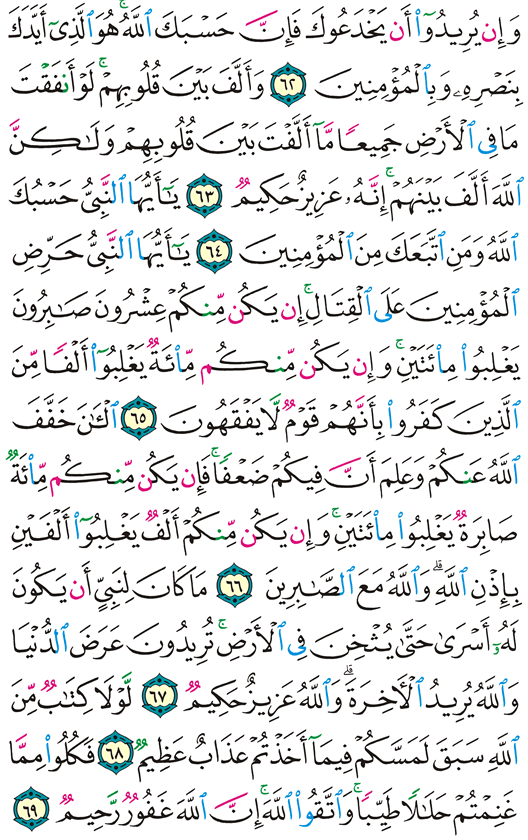 وَإِن يُرِيدُوٓا۟ أَن يَخْدَعُوكَ فَإِنَّ حَسْبَكَ ٱللَّهُ ۚ هُوَ ٱلَّذِىٓ أَيَّدَكَ
بِنَصْرِهِۦ وَبِٱلْمُؤْمِنِينَ ٦٢ وَأَلَّفَ بَيْنَ قُلُوبِهِمْ ۚ لَوْ أَنفَقْتَ
مَا فِى ٱلْأَرْضِ جَمِيعًا مَّآ أَلَّفْتَ بَيْنَ قُلُوبِهِمْ وَلَـٰكِنَّ
ٱللَّهَ أَلَّفَ بَيْنَهُمْ ۚ إِنَّهُۥ عَزِيزٌ حَكِيمٌ ٦٣ يَـٰٓأَيُّهَا ٱلنَّبِىُّ حَسْبُكَ
ٱللَّهُ وَمَنِ ٱتَّبَعَكَ مِنَ ٱلْمُؤْمِنِينَ ٦٤ يَـٰٓأَيُّهَا ٱلنَّبِىُّ حَرِّضِ
ٱلْمُؤْمِنِينَ عَلَى ٱلْقِتَالِ ۚ إِن يَكُن مِّنكُمْ عِشْرُونَ صَـٰبِرُونَ
يَغْلِبُوا۟ مِا۟ئَتَيْنِ ۚ وَإِن يَكُن مِّنكُم مِّا۟ئَةٌ يَغْلِبُوٓا۟ أَلْفًا مِّنَ
ٱلَّذِينَ كَفَرُوا۟ بِأَنَّهُمْ قَوْمٌ لَّا يَفْقَهُونَ ٦٥ ٱلْـَٔـٰنَ خَفَّفَ
ٱللَّهُ عَنكُمْ وَعَلِمَ أَنَّ فِيكُمْ ضَعْفًا ۚ فَإِن يَكُن مِّنكُم مِّا۟ئَةٌ
صَابِرَةٌ يَغْلِبُوا۟ مِا۟ئَتَيْنِ ۚ وَإِن يَكُن مِّنكُمْ أَلْفٌ يَغْلِبُوٓا۟ أَلْفَيْنِ
بِإِذْنِ ٱللَّهِ ۗ وَٱللَّهُ مَعَ ٱلصَّـٰبِرِينَ ٦٦ مَا كَانَ لِنَبِىٍّ أَن يَكُونَ
لَهُۥٓ أَسْرَىٰ حَتَّىٰ يُثْخِنَ فِى ٱلْأَرْضِ ۚ تُرِيدُونَ عَرَضَ ٱلدُّنْيَا
وَٱللَّهُ يُرِيدُ ٱلْـَٔاخِرَةَ ۗ وَٱللَّهُ عَزِيزٌ حَكِيمٌ ٦٧ لَّوْلَا كِتَـٰبٌ مِّنَ
ٱللَّهِ سَبَقَ لَمَسَّكُمْ فِيمَآ أَخَذْتُمْ عَذَابٌ عَظِيمٌ ٦٨ فَكُلُوا۟ مِمَّا
غَنِمْتُمْ حَلَـٰلًا طَيِّبًا ۚ وَٱتَّقُوا۟ ٱللَّهَ ۚ إِنَّ ٱللَّهَ غَفُورٌ رَّحِيمٌ ٦٩